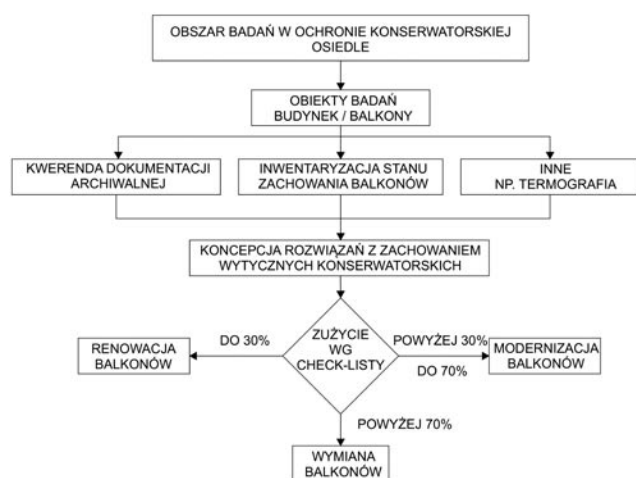 OBSZAR BADAŃ W OCHRONIE KONSERWATORSKIEJ
OSIEDLE
OBIEKTY BADAŃ
BUDYNEK / BALKONY
KWERENDA DOKUMENTACJI
ARCHIWALNEJ
INWENTARYZACJA STANU
ZACHOWANIA BALKONÓW
INNE
NP. TERMOGRAFIA
KONCEPCJA ROZWIĄZAŃ Z ZACHOWANIEM
WYTYCZNYCH KONSERWATORSKICH
RENOWACJA
BALKONÓW
DO 30%
ZUŻYCIE
WG
CHECK-LISTY
POWYŻEJ 30%
DO 70%
MODERNIZACJA
BALKONÓW
POWYŻEJ 70%
WYMIANA
BALKONÓW